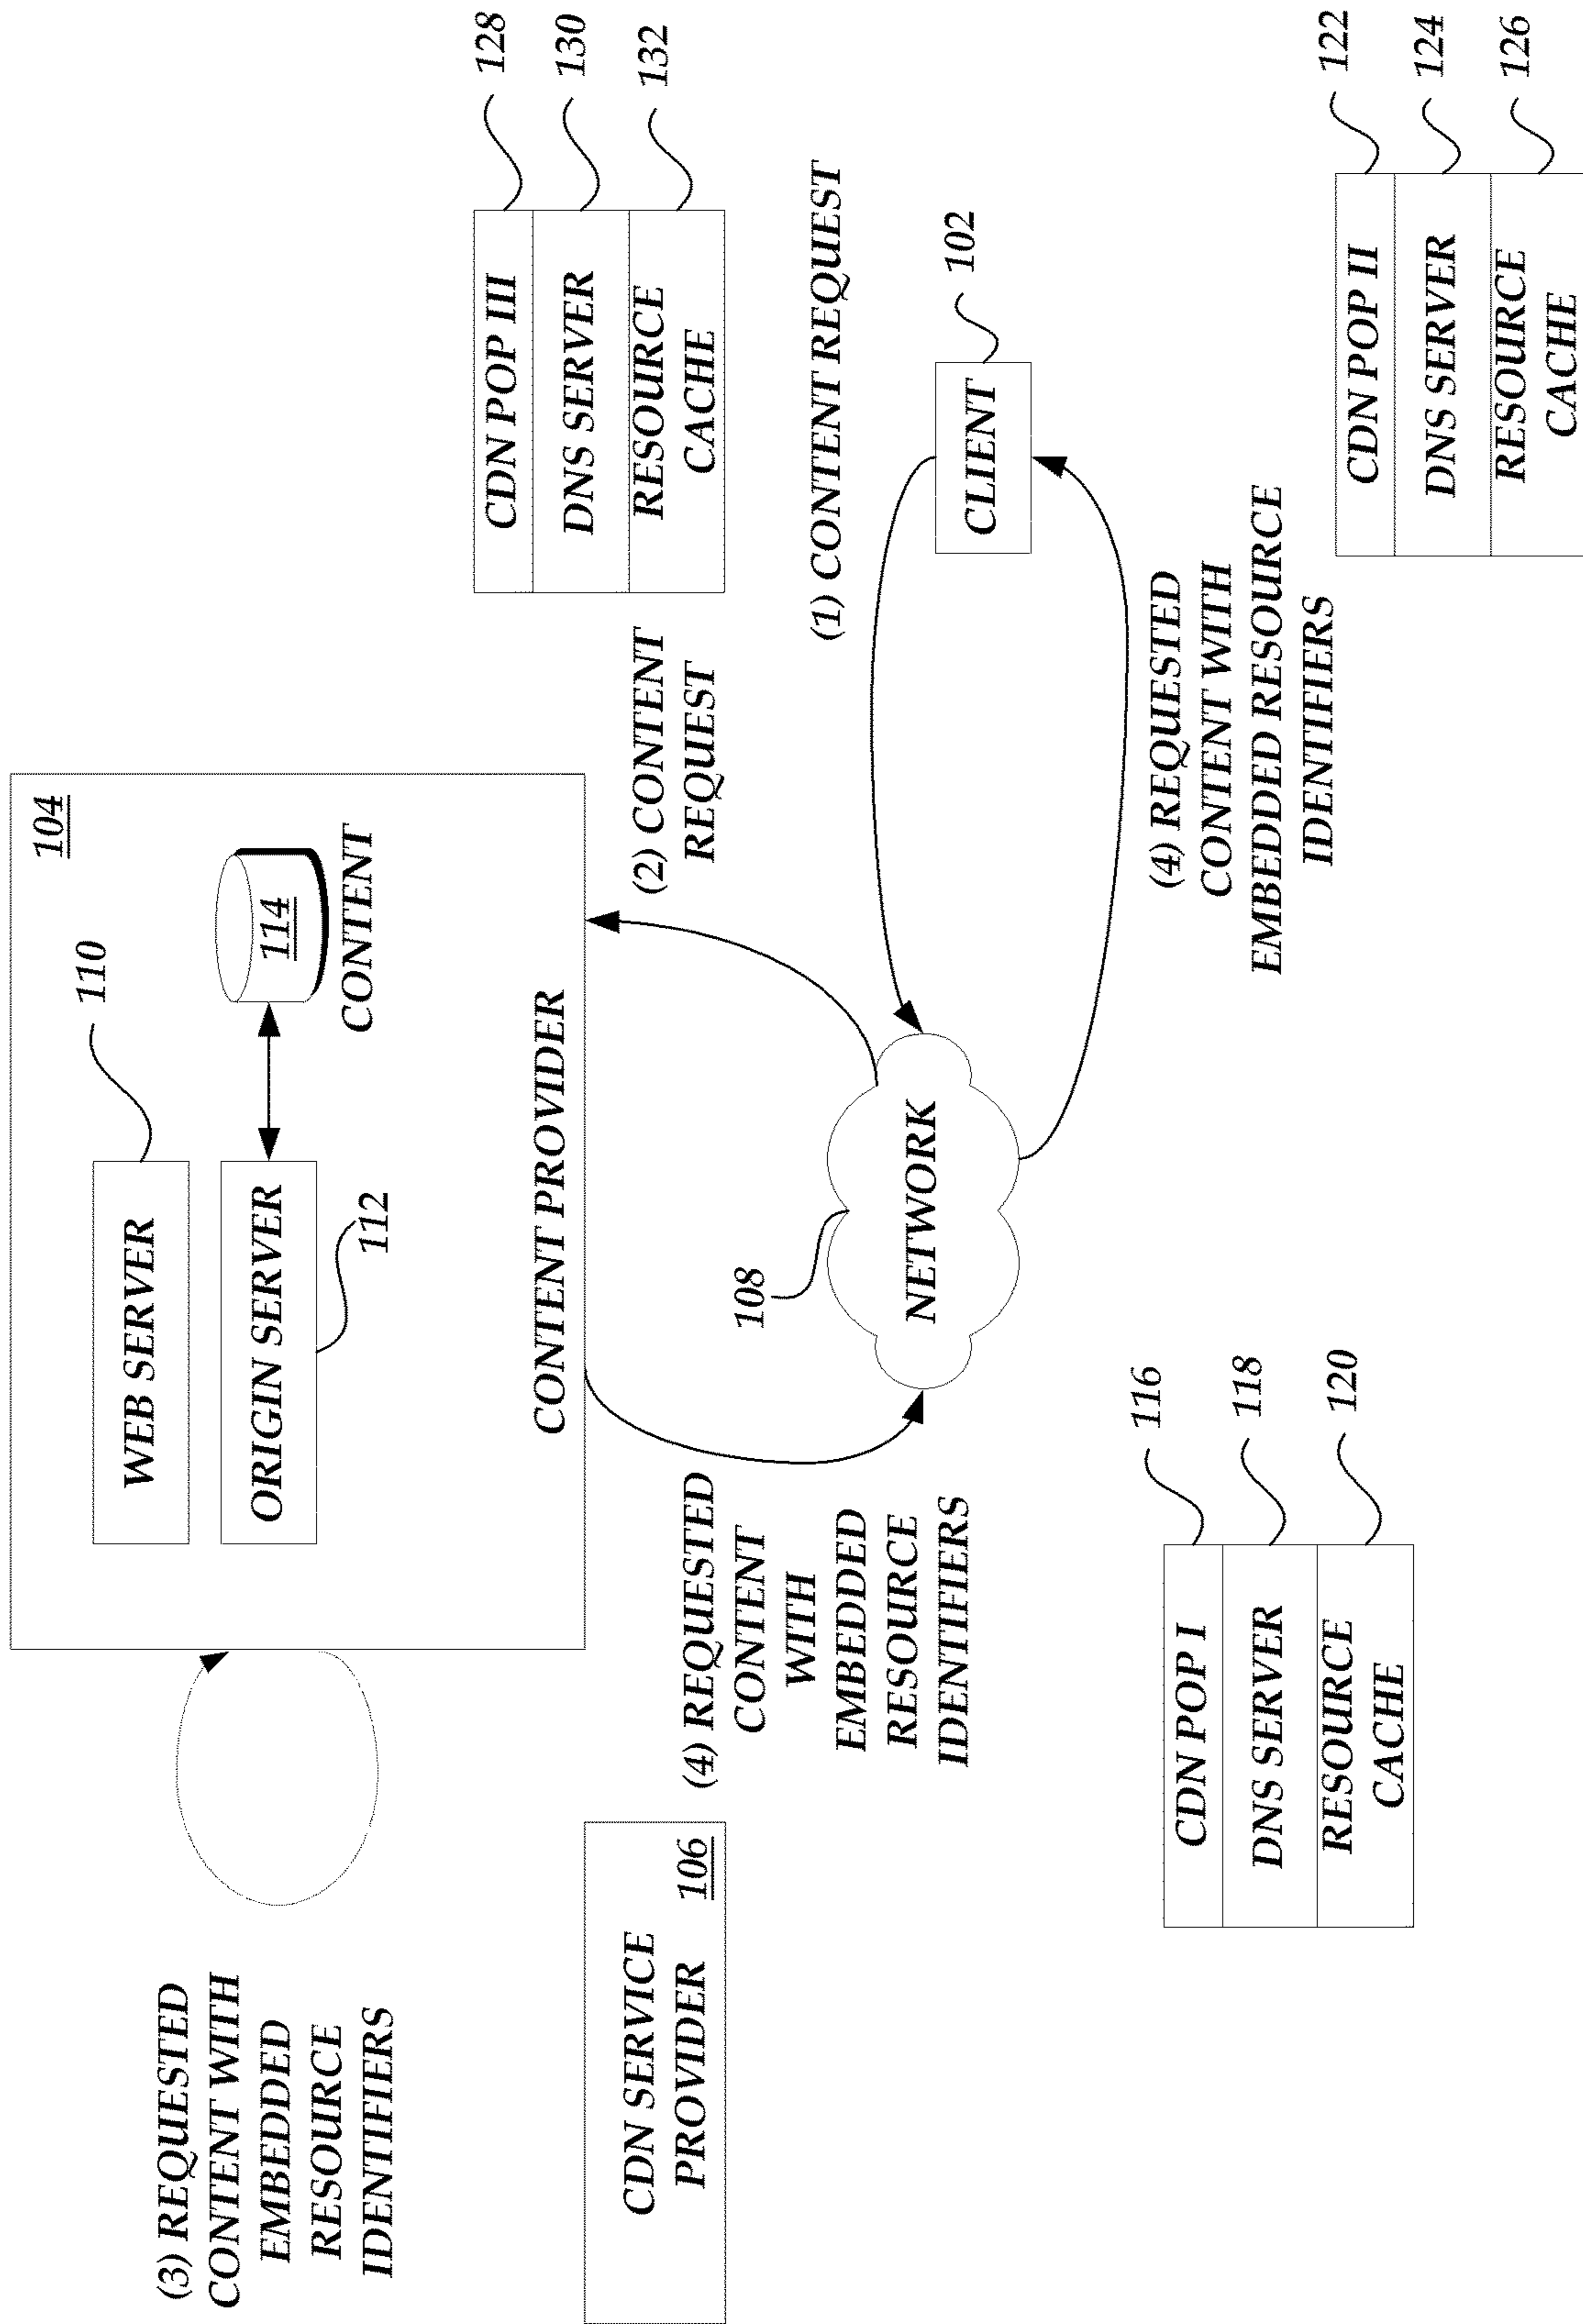 (3) REQUESTED
CONTENT WITH
EMBEDDED
RESOURCE
IDENTIFIERS
104
WEB SERVER
110
ORIGIN SERVER
112
114
CONTENT
CONTENT PROVIDER
CDN SERVICE
PROVIDER
106
(4) REQUESTED
CONTENT
WITH
EMBEDDED
RESOURCE
IDENTIFIERS
(2) CONTENT
REQUEST
CDN POP III
128
DNS SERVER
130
RESOURCE
CACHE
132
108
NETWORK
(1) CONTENT REQUEST
CLIENT
102
(4) REQUESTED
CONTENT WITH
EMBEDDED RESOURCE
IDENTIFIERS
CDN POP I
116
DNS SERVER
118
RESOURCE
CACHE
120
CDN POP II
122
DNS SERVER
124
RESOURCE
CACHE
126